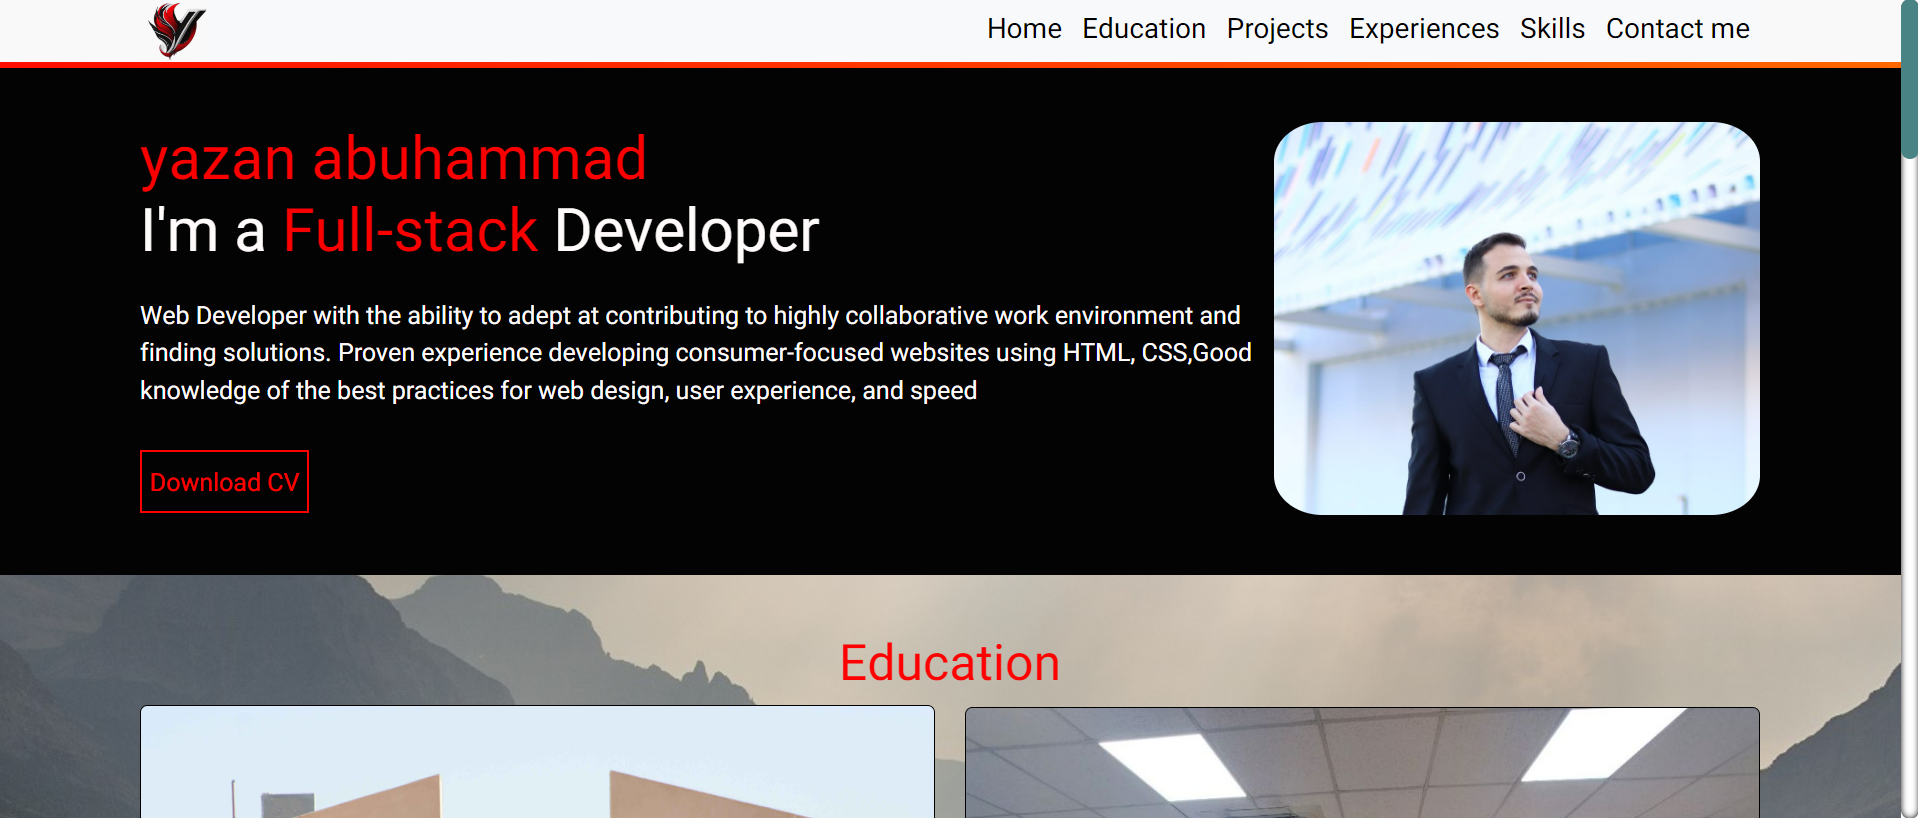 Home Education Projects Experiences Skills Contact me
yazan abuhammad
I'm a Full-stack Developer
Web Developer with the ability to adept at contributing to highly collaborative work environment and
finding solutions. Proven experience developing consumer-focused websites using HTML, CSS,Good
knowledge of the best practices for web design, user experience, and speed
Download CV
Education